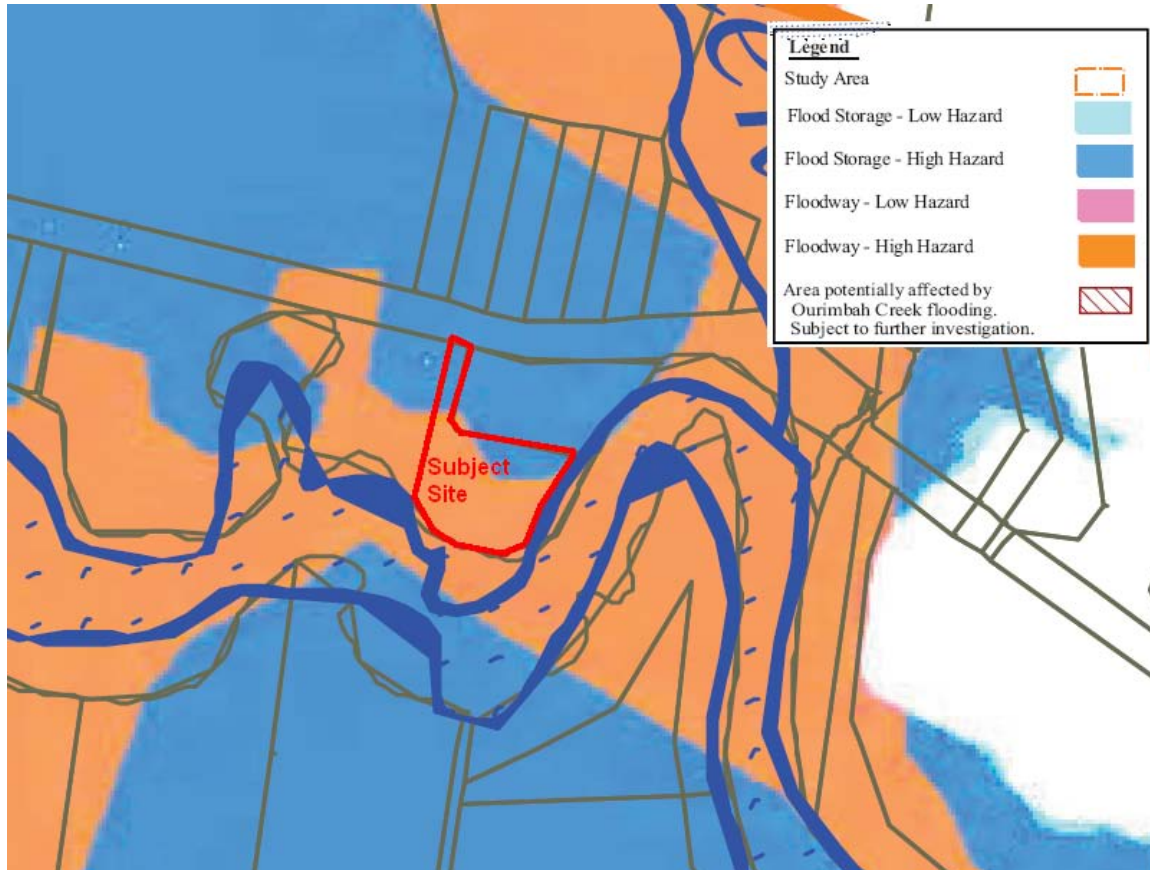 Legend
Study Area
Flood Storage - Low Hazard
Flood Storage - High Hazard
Floodway - Low Hazard
Floodway - High Hazard
Area potentially affected by
Ourimbah Creek flooding.
Subject to further investigation.
Subject
Site